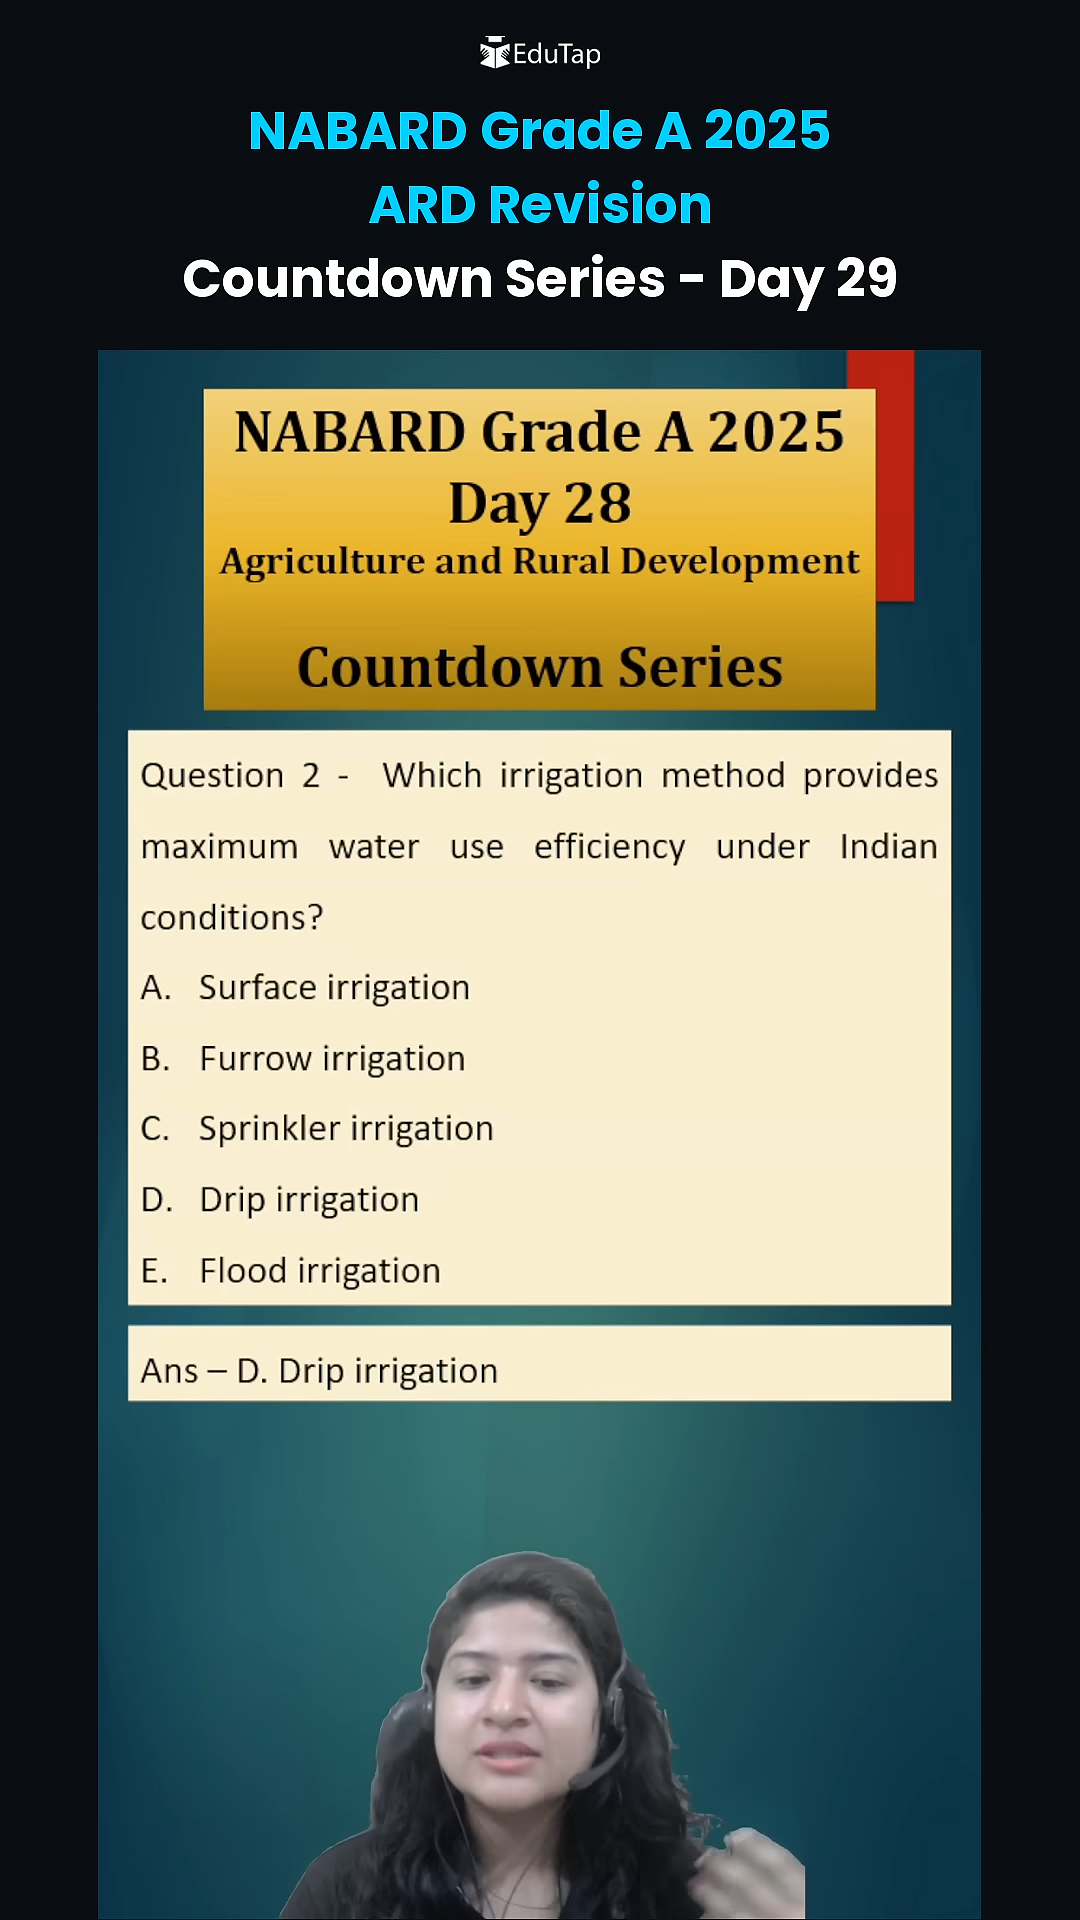 EduTap
NABARD Grade A 2025
ARD Revision
Countdown Series - Day 29
NABARD Grade A 2025
Day 28
Agriculture and Rural Development
Countdown Series
Question 2 - Which irrigation method provides
maximum water use efficiency under Indian
conditions?
A. Surface irrigation
B. Furrow irrigation
C. Sprinkler irrigation
D. Drip irrigation
E. Flood irrigation
Ans – D. Drip irrigation